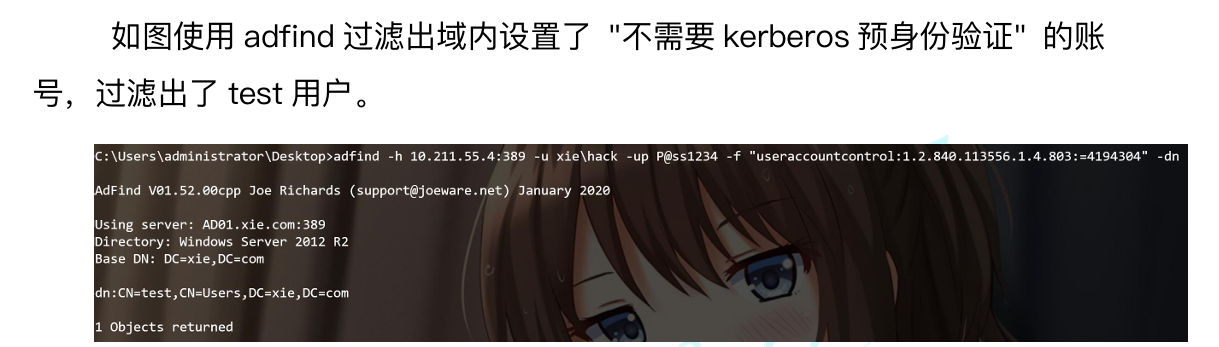 如图使用 adfind 过滤出域内设置了 "不需要 kerberos 预身份验证" 的账
号，过滤出了 test 用户。
C:\Users\administrator\Desktop>adfind -h 10.211.55.4:389 -u xie\hack -up P@ss1234 -f "useraccountcontrol:1.2.840.113556.1.4.803:=4194304" -dn
AdFind V01.52.00cpp Joe Richards (support@joeware.net) January 2020
Using server: AD01.xie.com:389
Directory: Windows Server 2012 R2
Base DN: DC=xie,DC=com
dn:CN=test,CN=Users,DC=xie,DC=com
1 Objects returned